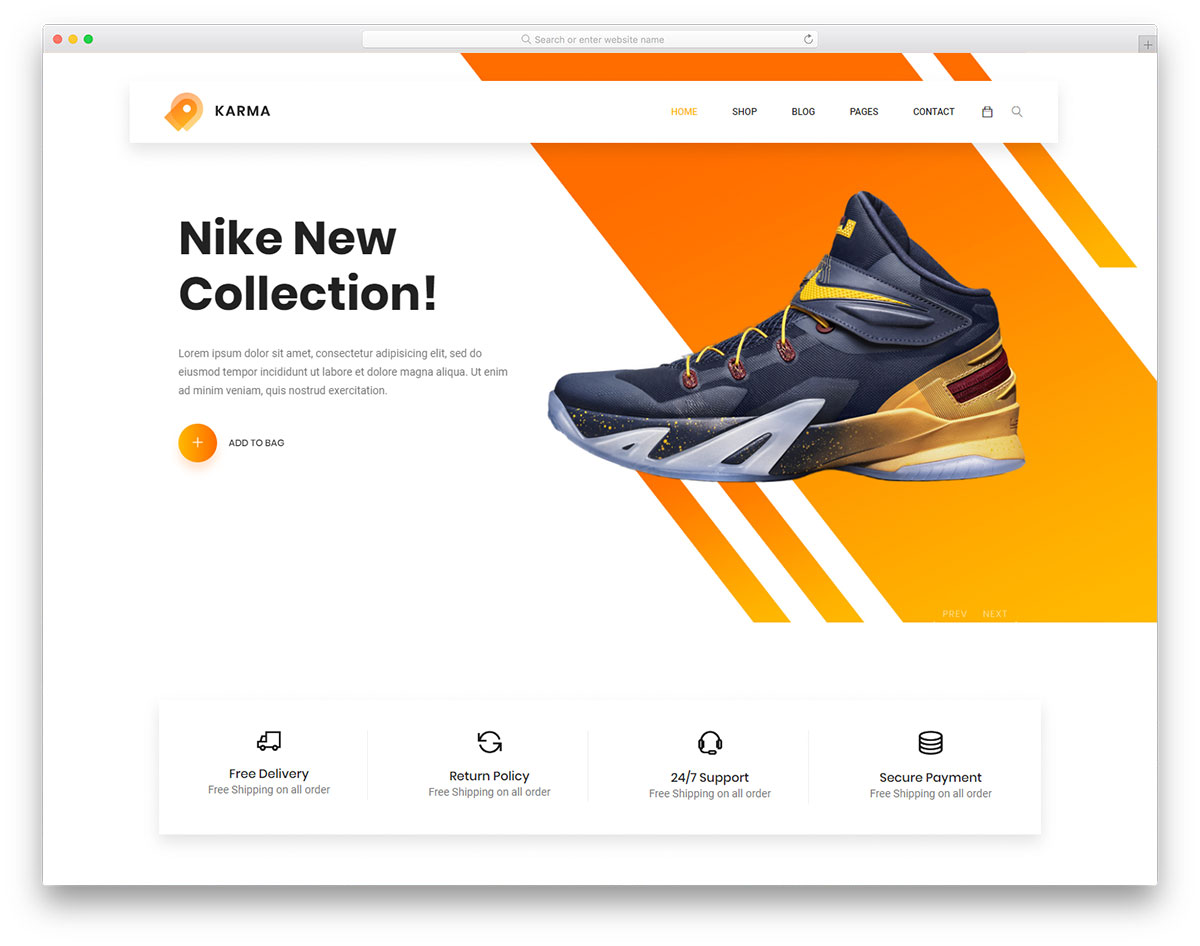 Search or enter website name
KARMA
HOME SHOP BLOG PAGES CONTACT
Nike New
Collection!
Lorem ipsum dolor sit amet, consectetur adipisicing elit, sed do
eiusmod tempor incididunt ut labore et dolore magna aliqua. Ut enim
ad minim veniam, quis nostrud exercitation.
ADD TO BAG
PREV NEXT
Free Delivery
Free Shipping on all order
Return Policy
Free Shipping on all order
24/7 Support
Free Shipping on all order
Secure Payment
Free Shipping on all order